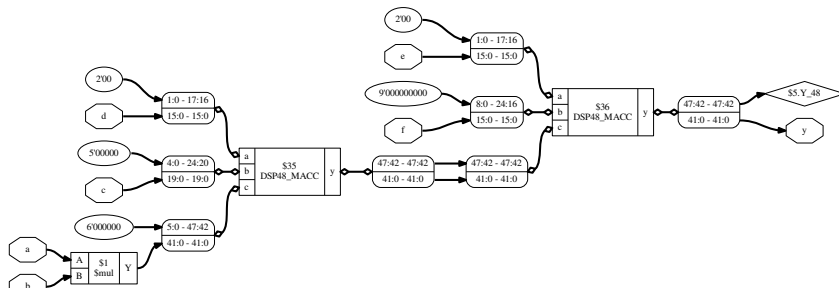 2'00
1:0 - 17:16
e
15:0 - 15:0
9'000000000
8:0 - 24:16
f
15:0 - 15:0
a
b
c
$36
DSP48_MACC
y
47:42 - 47:42
41:0 - 41:0
$5.Y_48
y
2'00
1:0 - 17:16
d
15:0 - 15:0
5'00000
4:0 - 24:20
c
19:0 - 19:0
a
b
c
$35
DSP48_MACC
y
47:42 - 47:42
41:0 - 41:0
47:42 - 47:42
41:0 - 41:0
6'000000
5:0 - 47:42
41:0 - 41:0
a
A
B
$1
$mul
Y